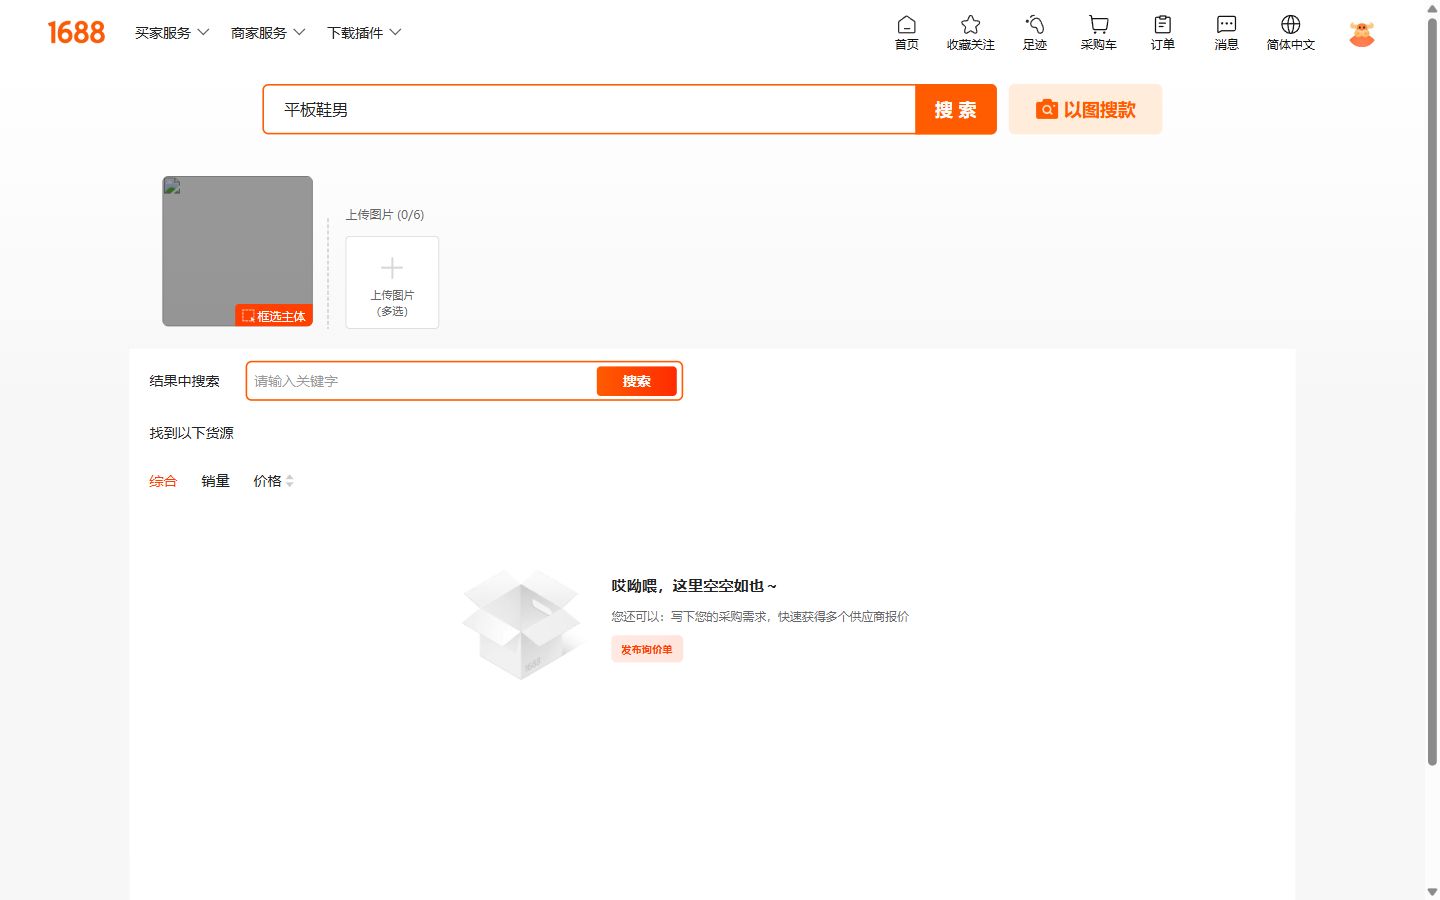 1688
买家服务
商家服务
下载插件
首页
收藏关注
足迹
采购车
订单
消息
简体中文
平板鞋男
搜 索
以图搜款
框选主体
上传图片 (0/6)
上传图片
(多选)
结果中搜索
请输入关键字
搜索
找到以下货源
综合
销量
价格
哎呦喂，这里空空如也 ~
您还可以：写下您的采购需求，快速获得多个供应商报价
发布询价单
1688